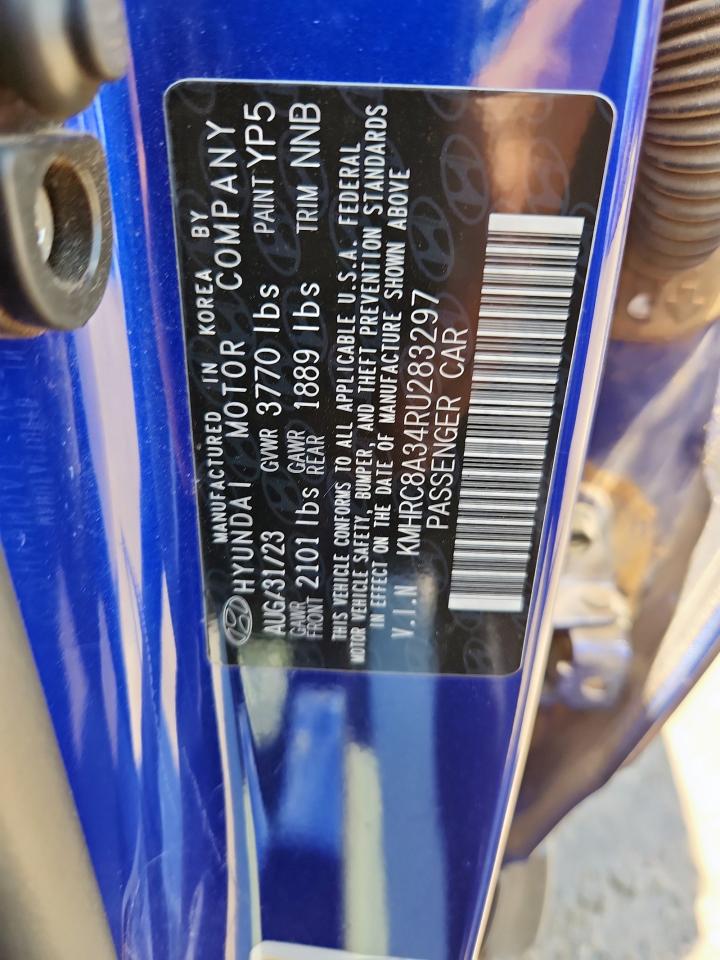 MANUFACTURED IN KOREA BY
HYUNDAI MOTOR COMPANY
AUG/31/23 GVWR 3770 lbs PAINT YP5
GAWR FRONT 2101 lbs GAWR REAR 1889 lbs TRIM NNB
THIS VEHICLE CONFORMS TO ALL APPLICABLE U.S.A. FEDERAL
MOTOR VEHICLE SAFETY, BUMPER, AND THEFT PREVENTION STANDARDS
IN EFFECT ON THE DATE OF MANUFACTURE SHOWN ABOVE
V.I.N KMHRC8A34RU283297
PASSENGER CAR